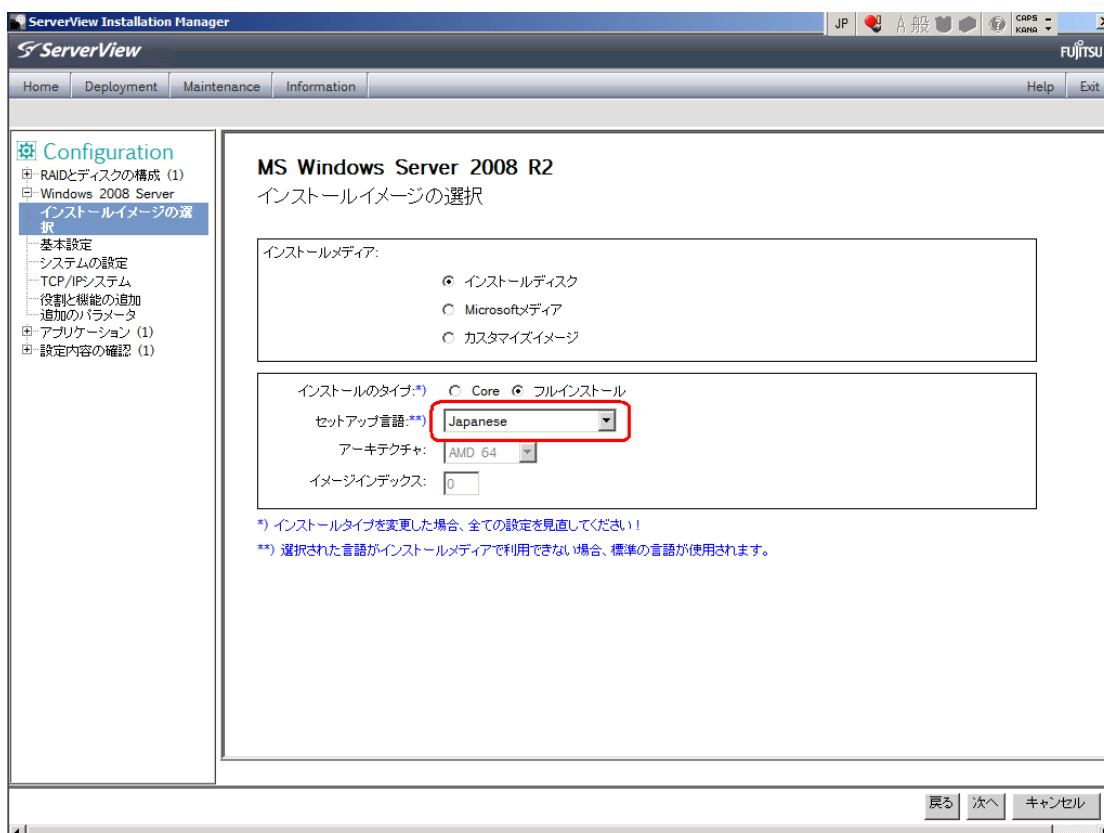 ServerView Installation Manager
JP
A 般
CAPS
KANA
ServerView
FUJITSU
Home
Deployment
Maintenance
Information
Help
Exit
Configuration
RAIDとディスクの構成 (1)
Windows 2008 Server
インストールイメージの選
択
基本設定
システムの設定
TCP/IPシステム
役割と機能の追加
追加のパラメータ
アプリケーション (1)
設定内容の確認 (1)
MS Windows Server 2008 R2
インストールイメージの選択
インストールメディア:
インストールディスク
Microsoftメディア
カスタマイズイメージ
インストールのタイプ:*) Core フルインストール
セットアップ言語:**) Japanese
アーキテクチャ: AMD 64
イメージインデックス: 0
*) インストールタイプを変更した場合、全ての設定を見直してください!
**) 選択された言語がインストールメディアで利用できない場合、標準の言語が使用されます。
戻る
次へ
キャンセル